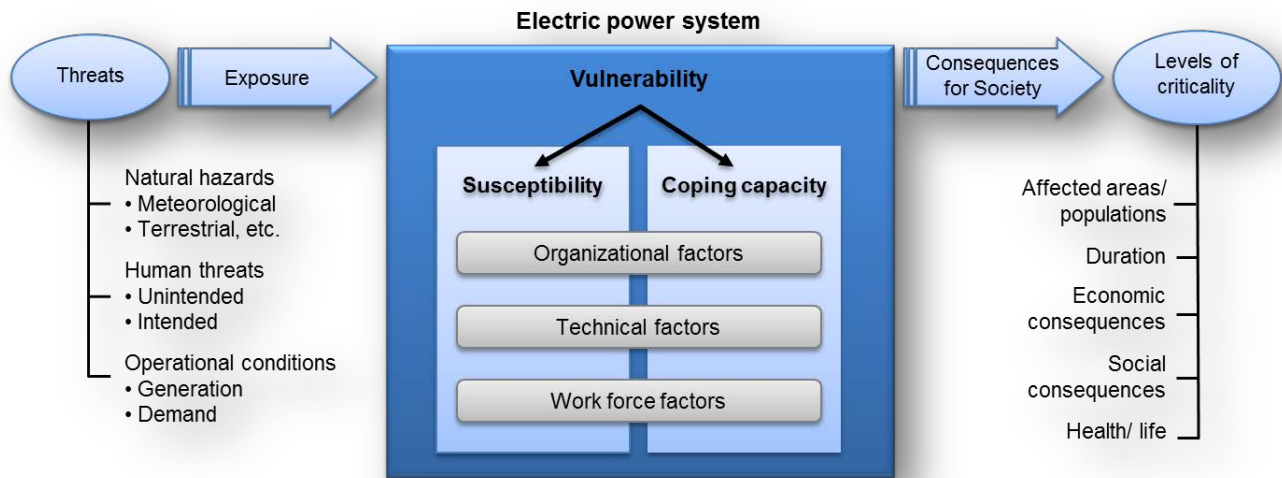 Electric power system
Threats
Exposure
Vulnerability
Consequences
for Society
Levels of
criticality
Natural hazards
• Meteorological
• Terrestrial, etc.
Human threats
• Unintended
• Intended
Operational conditions
• Generation
• Demand
Susceptibility
Coping capacity
Organizational factors
Technical factors
Work force factors
Affected areas/
populations
Duration
Economic
consequences
Social
consequences
Health/ life